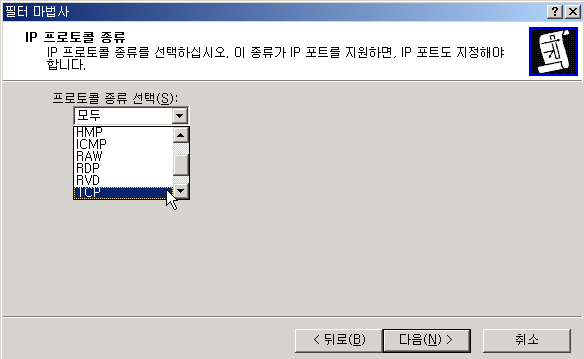 필터 마법사
IP 프로토콜 종류
IP 프로토콜 종류를 선택하십시오. 이 종류가 IP 포트를 지원하면, IP 포트도 지정해야
합니다.
프로토콜 종류 선택(S):
모두
HMP
ICMP
RAW
RDP
RVD
TCP
< 뒤로(B) 다음(N) > 취소